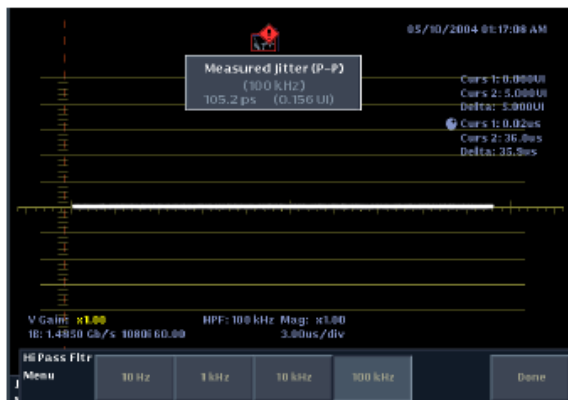 05/10/2004 01:17:08 AM
Measured Jitter (P-P)
(100 kHz)
105.2 ps (0.156 UI)
Curs 1: 0.000UI
Curs 2: 5.000UI
Delta: 5.000UI
Curs 1: 0.02us
Curs 2: 36.0us
Delta: 35.9us
V Gain: x1.00
HPF: 100 kHz Mag: x1.00
1B: 1.4850 Gb/s 1080i 60.00
3.00us/div
Hi Pass Fltr
Menu
10 Hz
1 kHz
10 kHz
100 kHz
Done